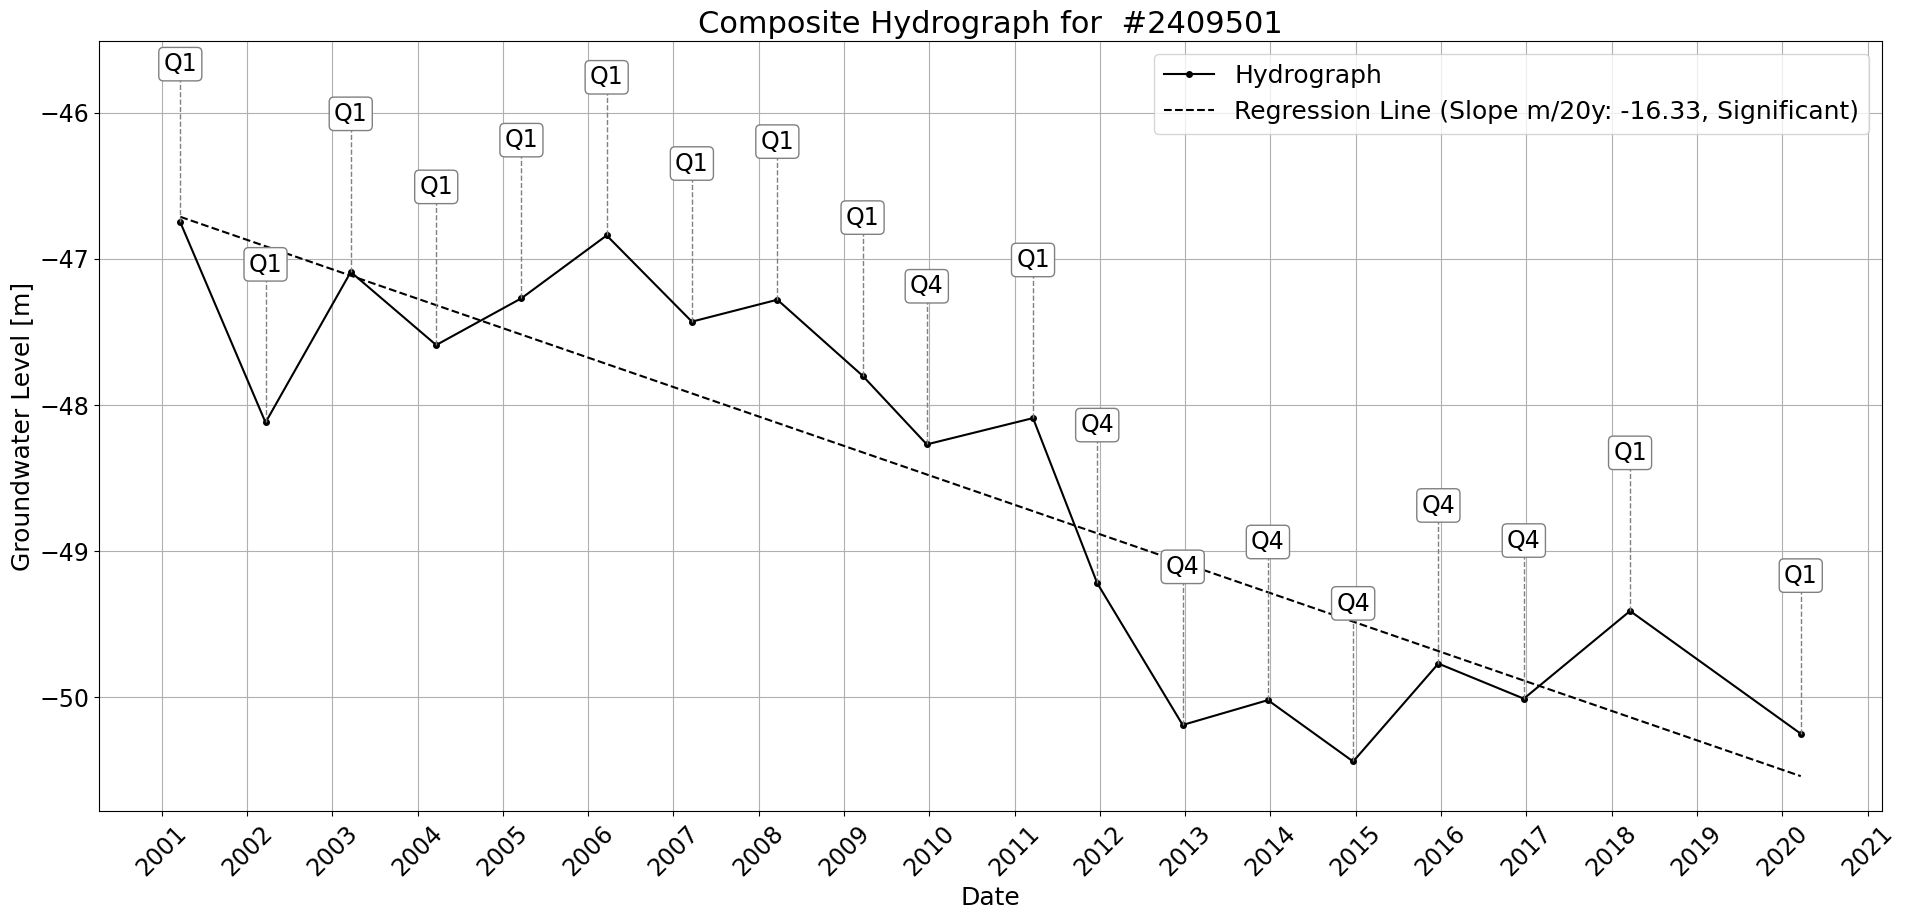 Composite Hydrograph for  #2409501
Hydrograph
Regression Line (Slope m/20y: -16.33, Significant)
Groundwater Level [m]
−46
−47
−48
−49
−50
Q1
Q1
Q1
Q1
Q1
Q1
Q1
Q1
Q1
Q4
Q1
Q4
Q4
Q4
Q4
Q4
Q4
Q1
Q1
2001
2002
2003
2004
2005
2006
2007
2008
2009
2010
2011
2012
2013
2014
2015
2016
2017
2018
2019
2020
2021
Date